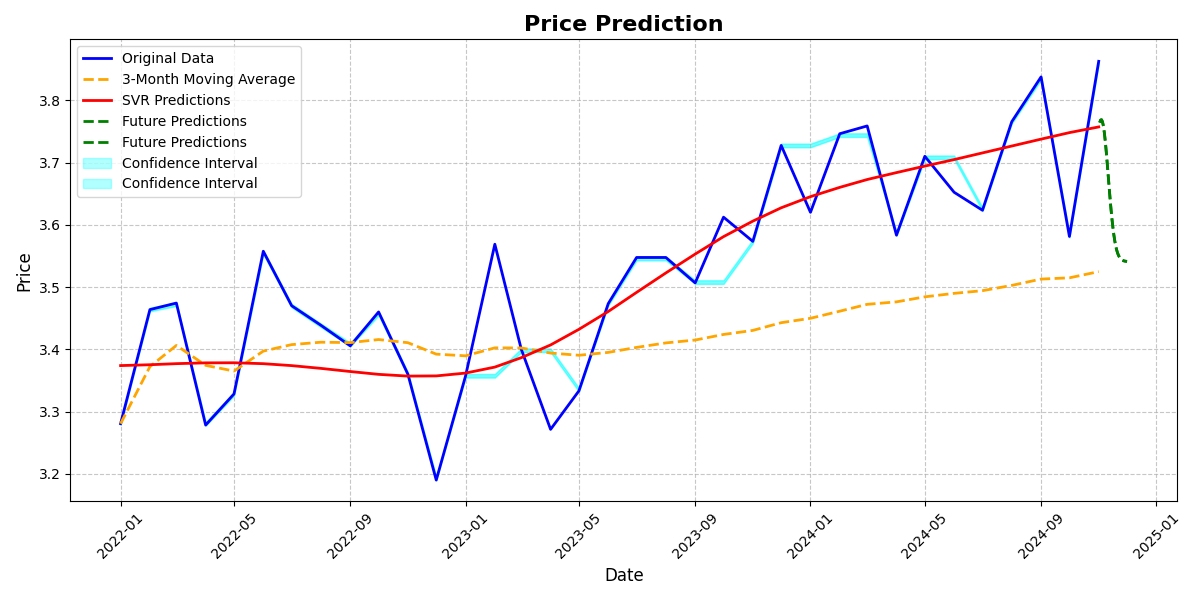 Price Prediction
Original Data
3-Month Moving Average
SVR Predictions
Future Predictions
Future Predictions
Confidence Interval
Confidence Interval
Price
3.8
3.7
3.6
3.5
3.4
3.3
3.2
2022-01
2022-05
2022-09
2023-01
2023-05
2023-09
2024-01
2024-05
2024-09
2025-01
Date